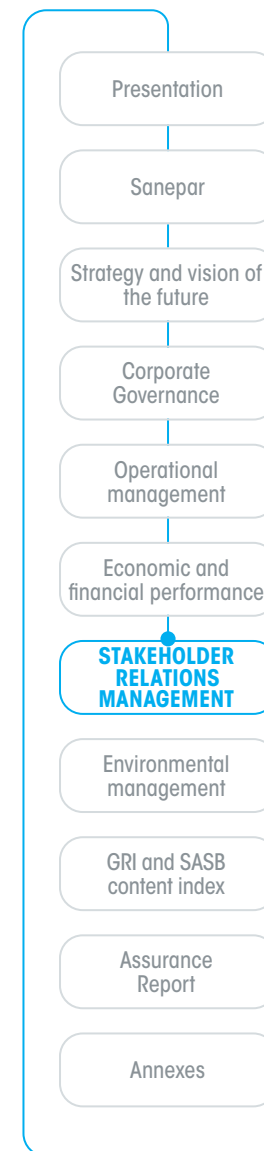 Presentation
Sanepar
Strategy and vision of
the future
Corporate
Governance
Operational
management
Economic and
financial performance
STAKEHOLDER
RELATIONS
MANAGEMENT
Environmental
management
GRI and SASB
content index
Assurance
Report
Annexes